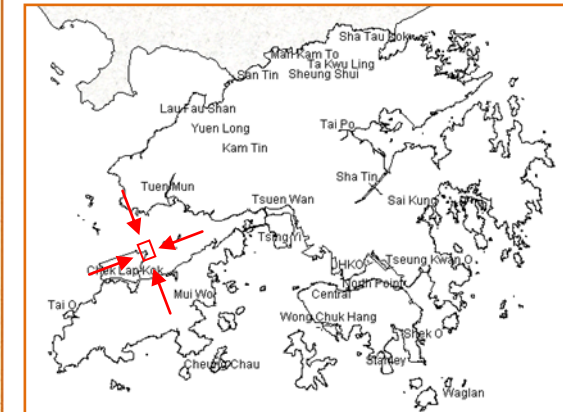 Sha Tau Kok
Man Kam To
Ta Kwu Ling
San Tin
Sheung Shui
Lau Fau Shan
Yuen Long
Tai Po
Kam Tin
Sha Tin
Tuen Mun
Tsuen Wan
Sai Kung
Tsing Yi
HKO
Tseung Kwan O
Chek Lap Kok
North Point
Mui Wo
Central
Tai O
Wong Chuk Hang
Shek O
Stanley
Cheung Chau
Waglan